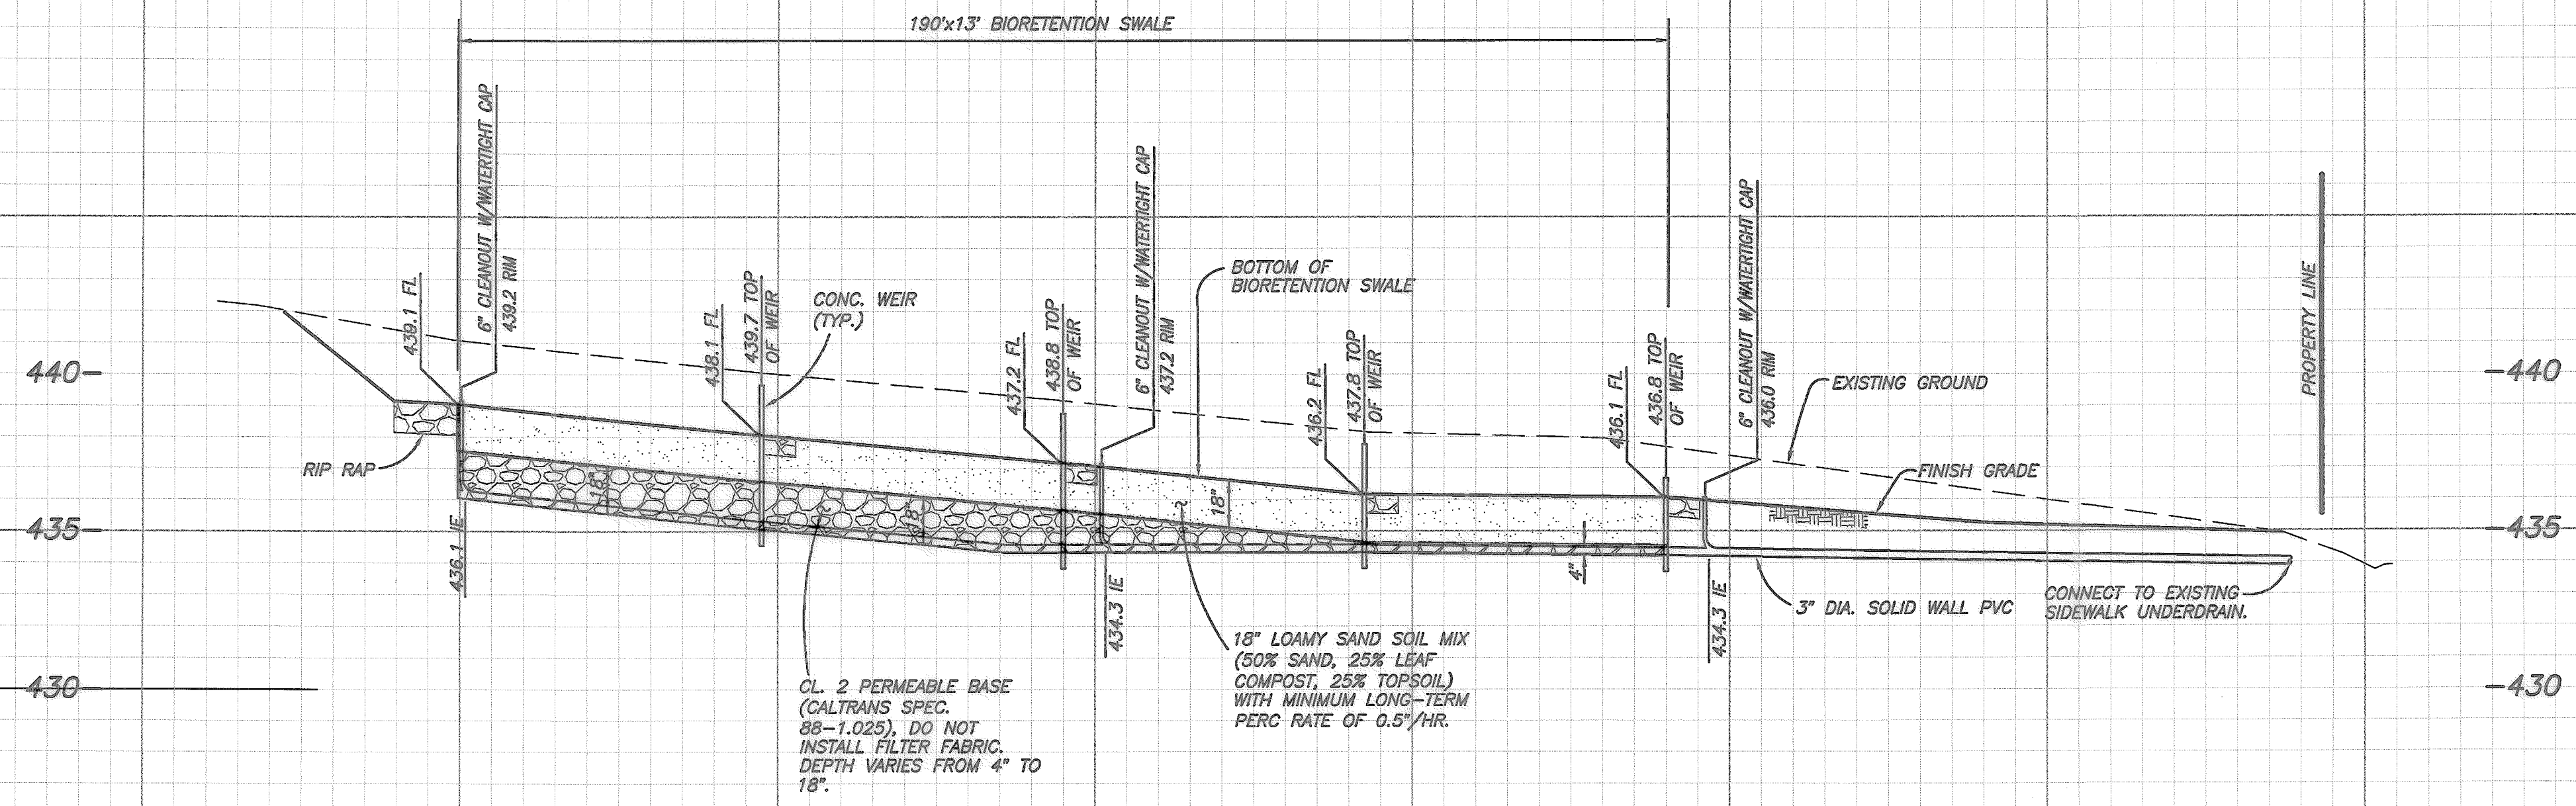 190'x13' BIORETENTION SWALE
6" CLEANOUT W/WATERTIGHT CAP
439.2 RIM
6" CLEANOUT W/WATERTIGHT CAP
437.2 RIM
6" CLEANOUT W/WATERTIGHT CAP
436.0 RIM
PROPERTY LINE
439.1 FL
438.1 FL
439.7 TOP
OF WEIR
CONC. WEIR
(TYP.)
437.2 FL
438.8 TOP
OF WEIR
BOTTOM OF
BIORETENTION SWALE
436.2 FL
437.8 TOP
OF WEIR
436.1 FL
436.8 TOP
OF WEIR
EXISTING GROUND
440
440
RIP RAP
FINISH GRADE
18"
18"
18"
4"
435
435
436.1 IE
434.3 IE
434.3 IE
3" DIA. SOLID WALL PVC
CONNECT TO EXISTING
SIDEWALK UNDERDRAIN.
430
430
CL. 2 PERMEABLE BASE
(CALTRANS SPEC.
88-1.025), DO NOT
INSTALL FILTER FABRIC.
DEPTH VARIES FROM 4" TO
18".
18" LOAMY SAND SOIL MIX
(50% SAND, 25% LEAF
COMPOST, 25% TOPSOIL)
WITH MINIMUM LONG-TERM
PERC RATE OF 0.5"/HR.